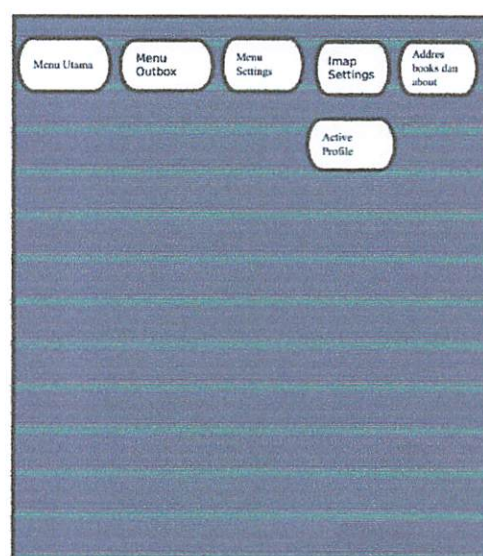 Menu Utama
Menu
Outbox
Menu
Settings
Imap
Settings
Addres
books dan
about
Active
Profile